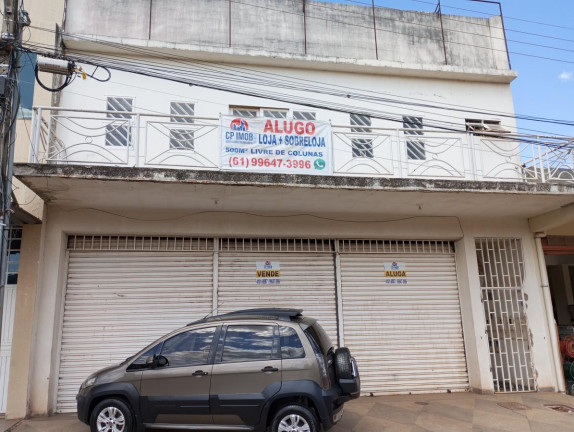 ALUGO
CP IMOB LOJA + SOBRELOJA
500M² LIVRE DE COLUNAS
(61) 99647-3996
VENDE
ALUGA